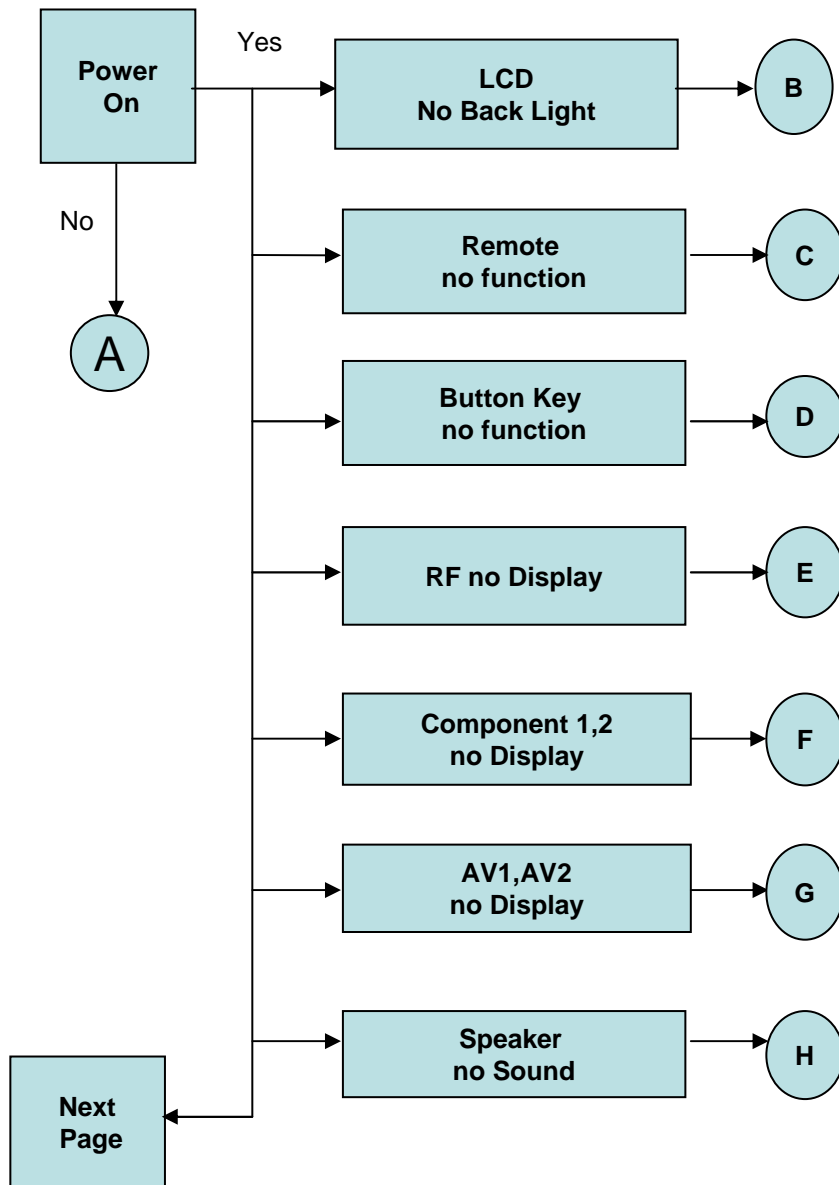 Power
On
Yes
LCD
No Back Light
B
No
A
Remote
no function
C
Button Key
no function
D
RF no Display
E
Component 1,2
no Display
F
AV1,AV2
no Display
G
Speaker
no Sound
H
Next
Page